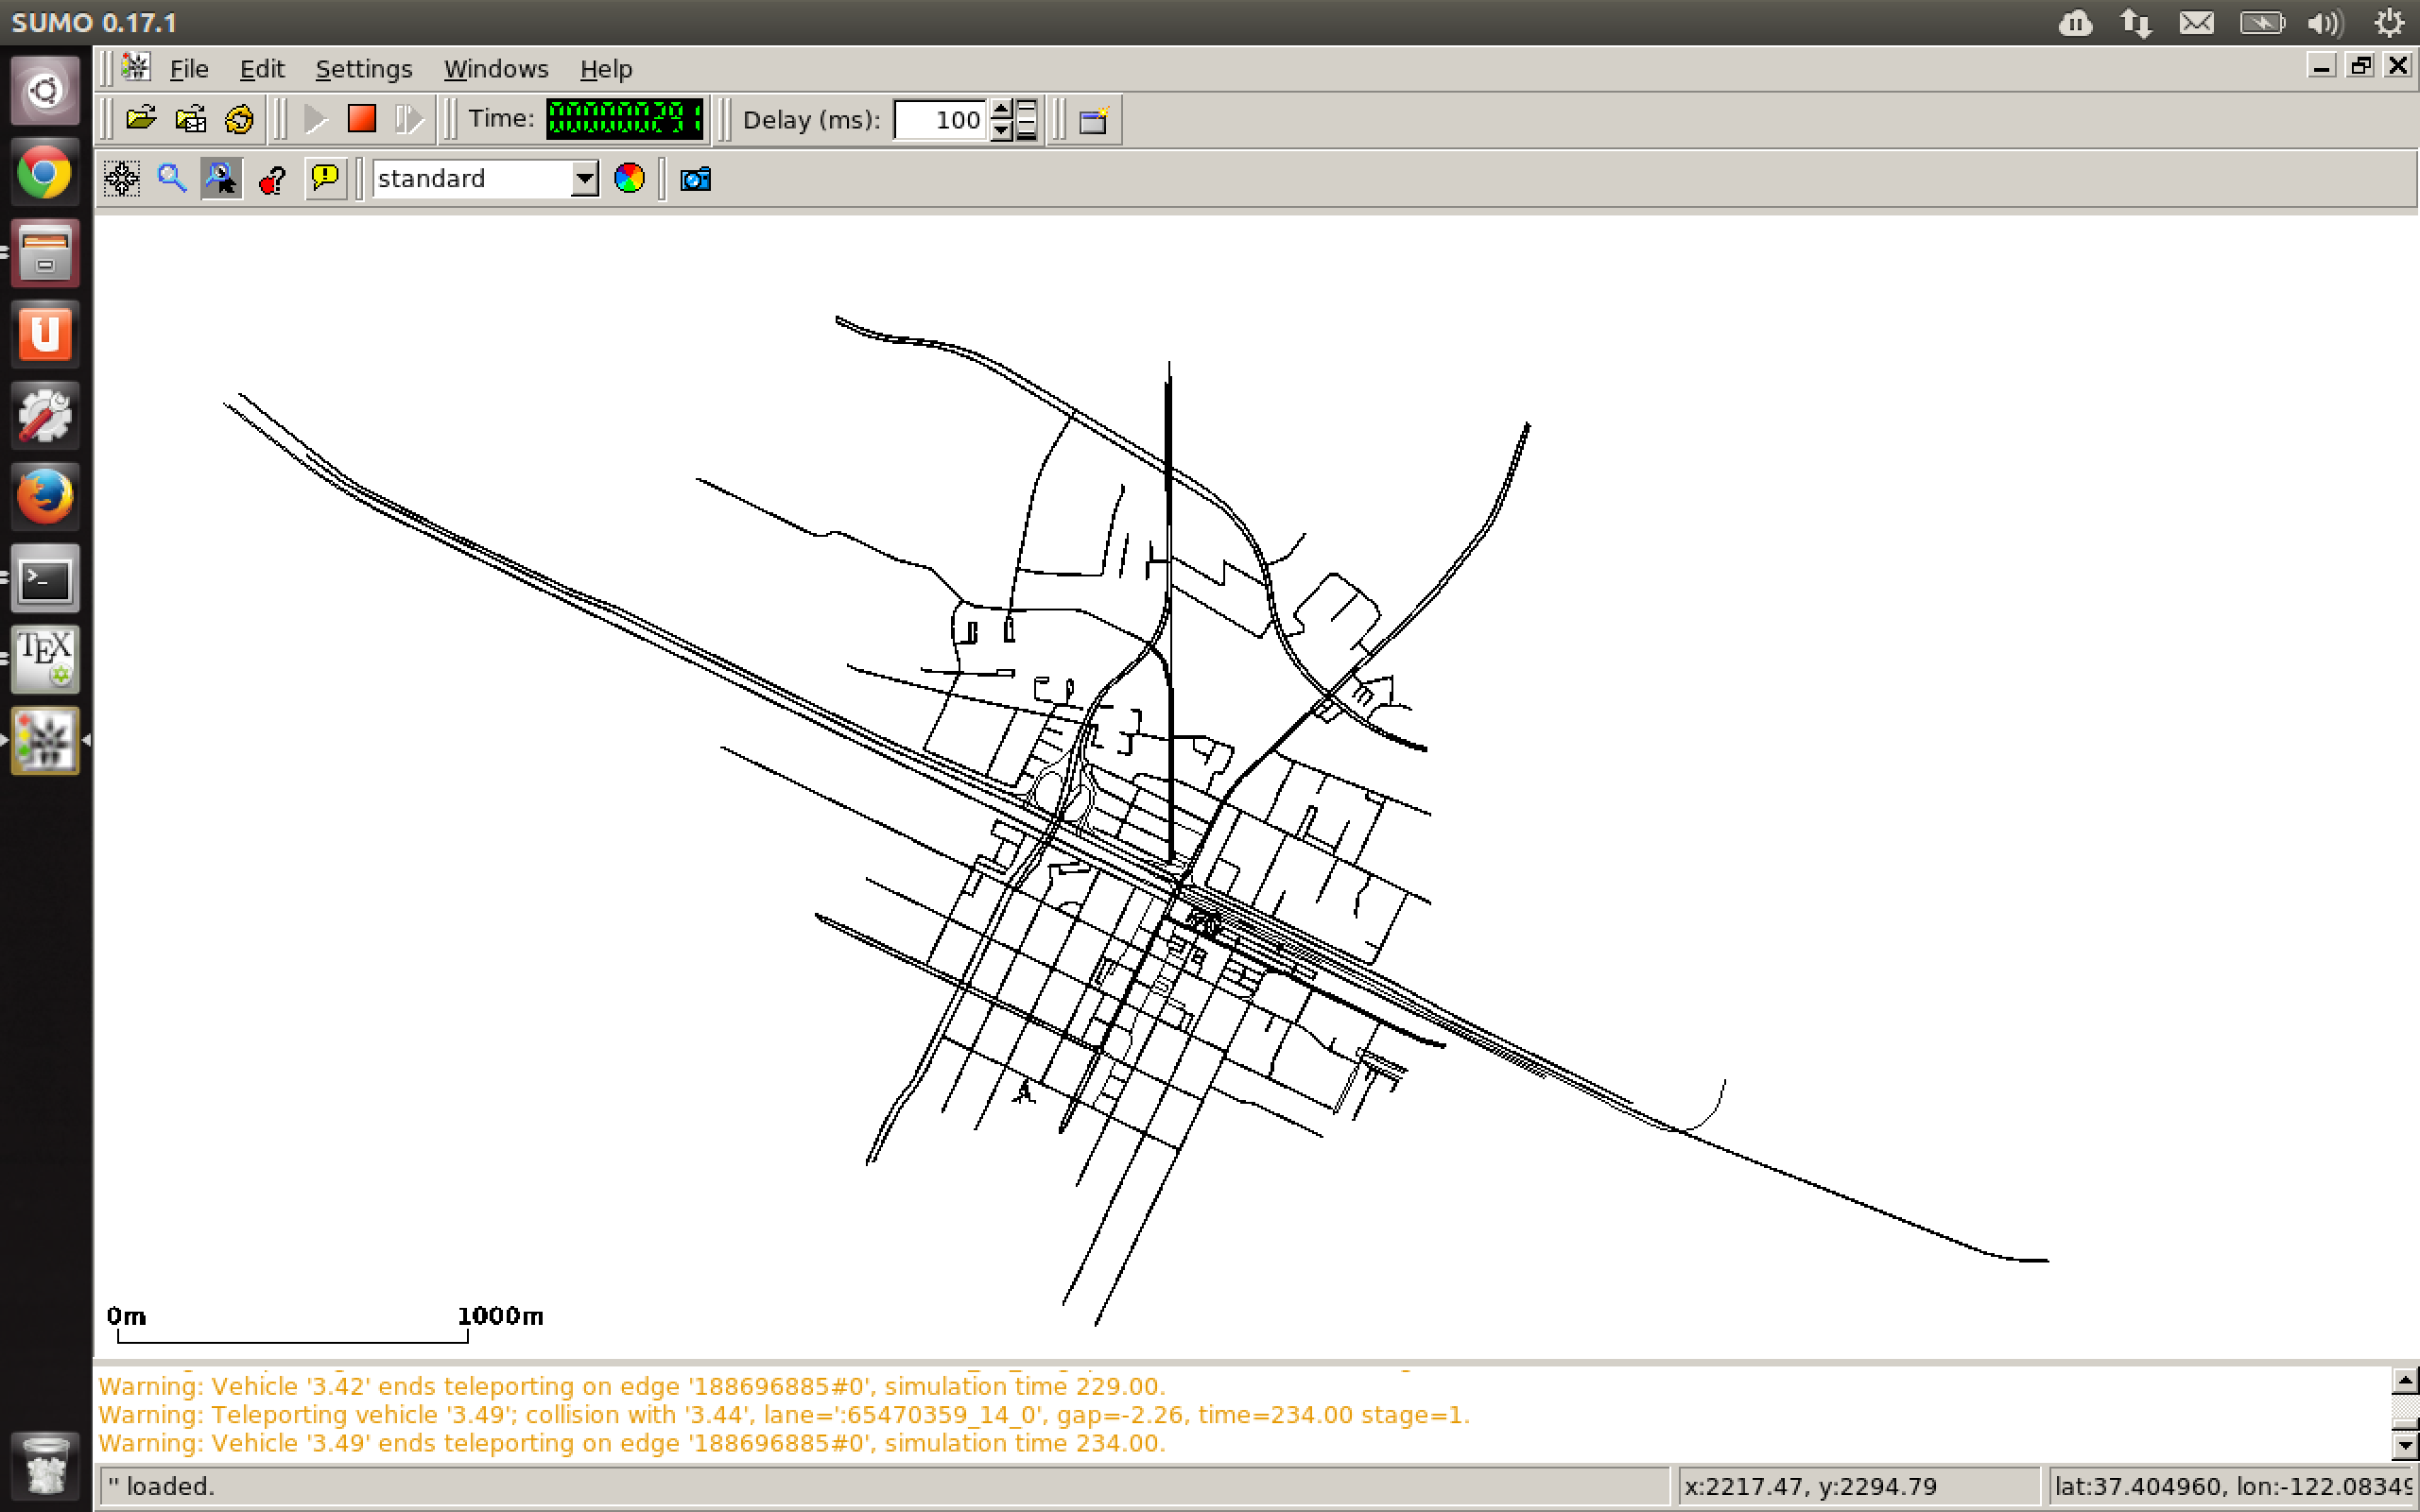 SUMO 0.17.1
File Edit Settings Windows Help
Time: 00000000291 Delay (ms): 100
standard
TEX
0m 1000m
Warning: Vehicle '3.42' ends teleporting on edge '188696885#0', simulation time 229.00.
Warning: Teleporting vehicle '3.49'; collision with '3.44', lane=':65470359_14_0', gap=-2.26, time=234.00 stage=1.
Warning: Vehicle '3.49' ends teleporting on edge '188696885#0', simulation time 234.00.
'' loaded.
x:2217.47, y:2294.79
lat:37.404960, lon:-122.08349